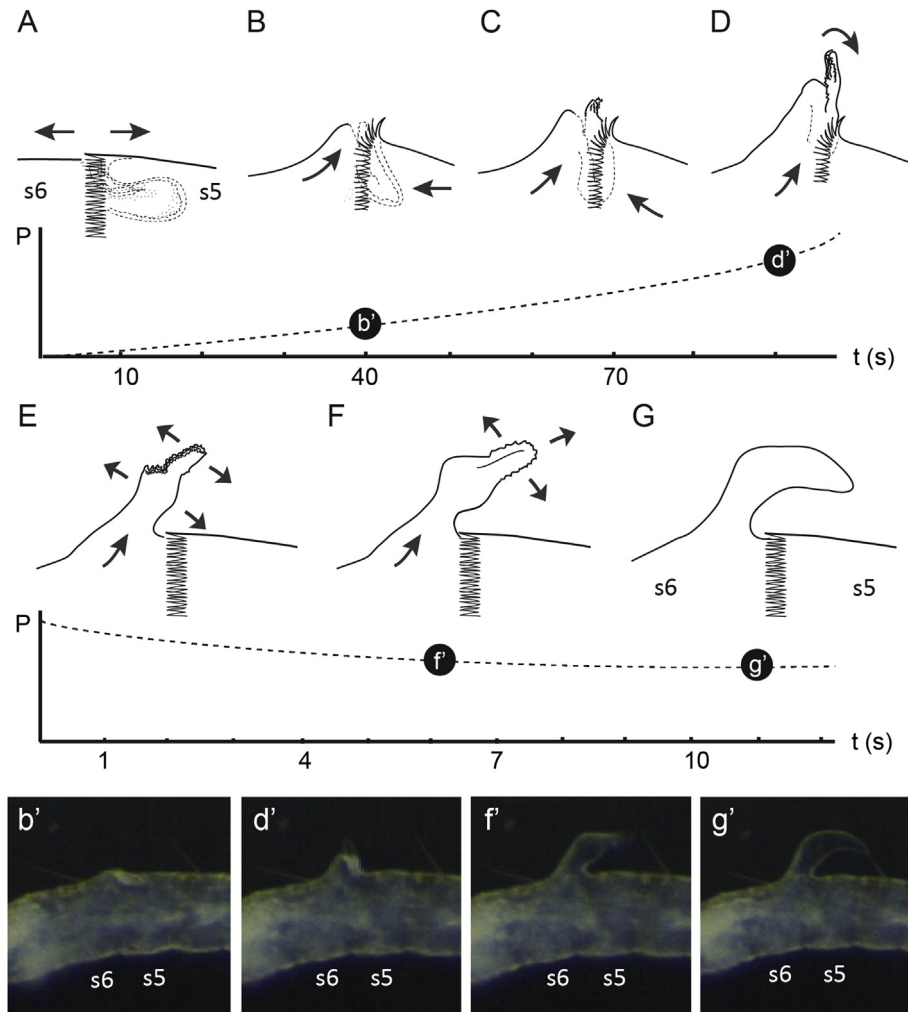 A B C D
s6 s5
P
b’ d’
10 40 70 t (s)
E F G
s6 s5
P
f’ g’
1 4 7 10 t (s)
b’ d’ f’ g’
s6 s5 s6 s5 s6 s5 s6 s5